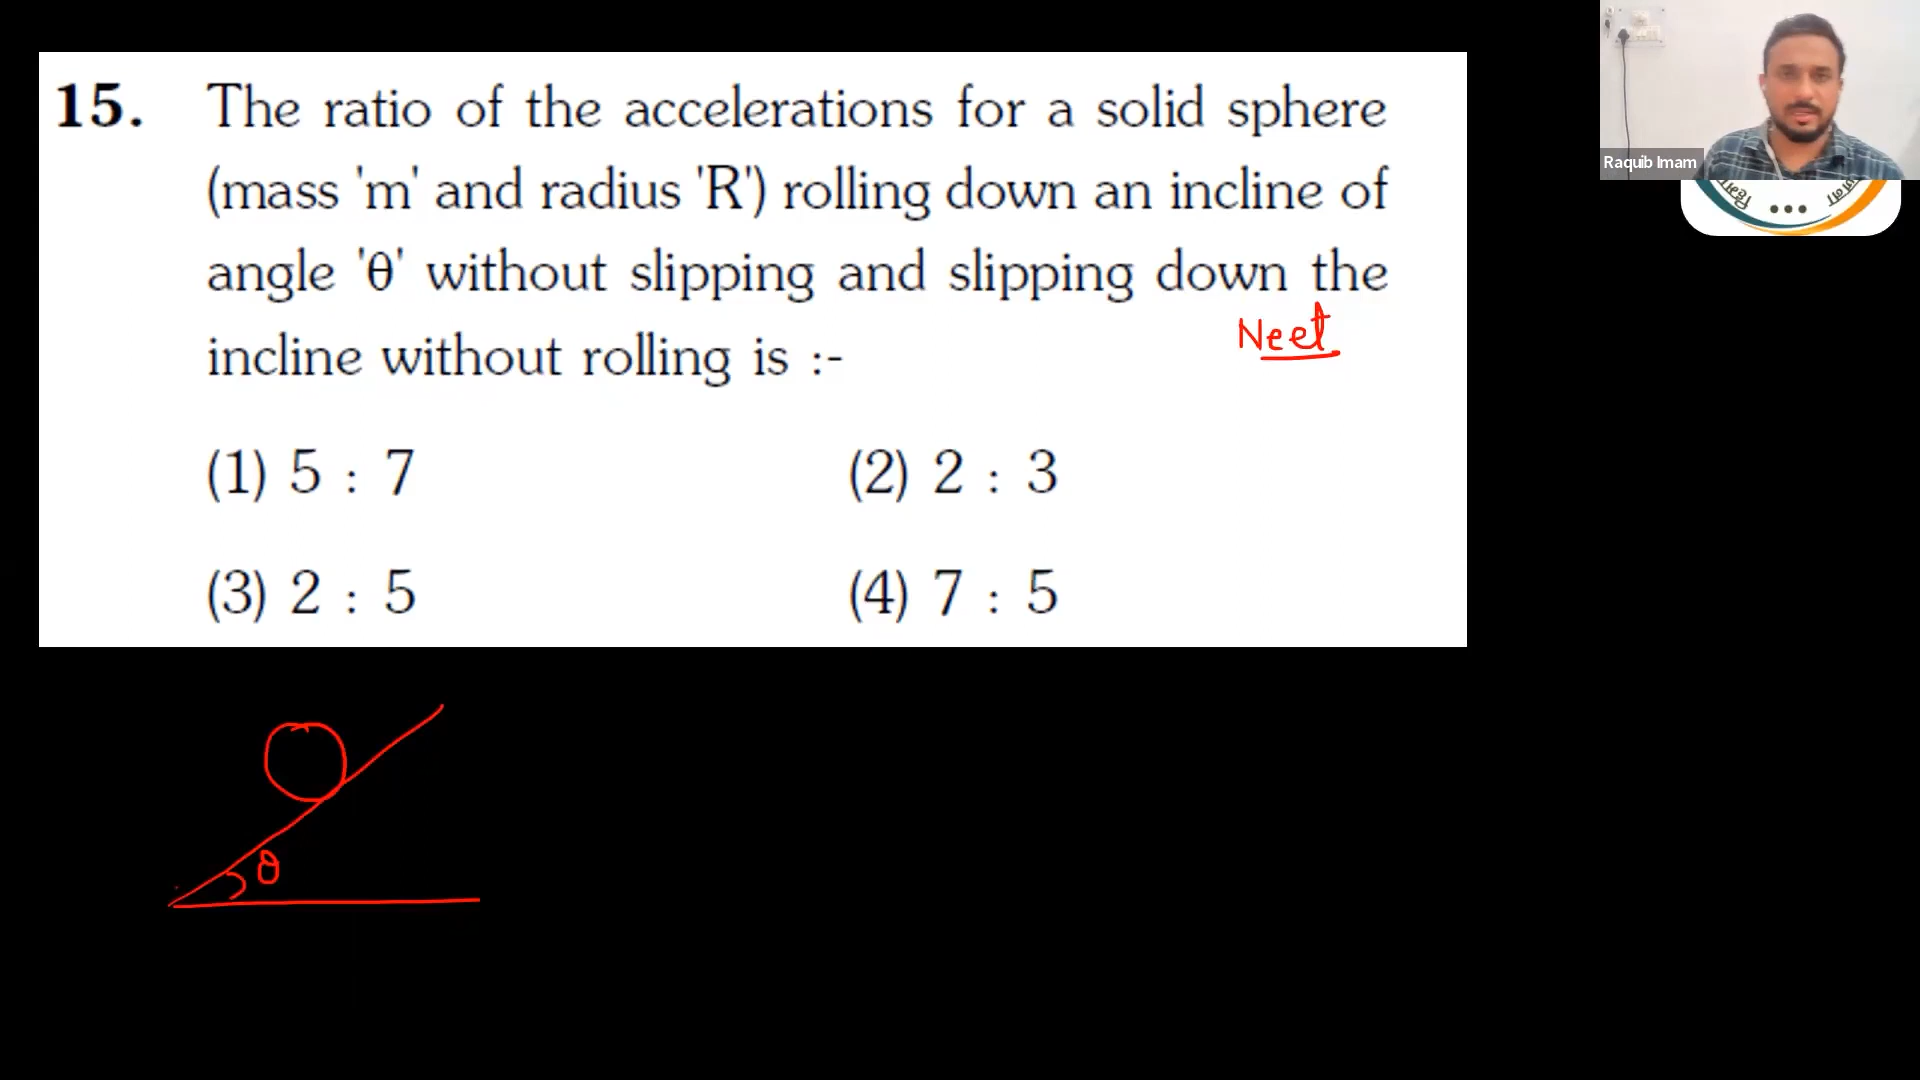 15. The ratio of the accelerations for a solid sphere
(mass 'm' and radius 'R') rolling down an incline of
angle 'θ' without slipping and slipping down the
incline without rolling is :-
Neet
(1) 5 : 7 (2) 2 : 3
(3) 2 : 5 (4) 7 : 5
θ
Raquib Imam